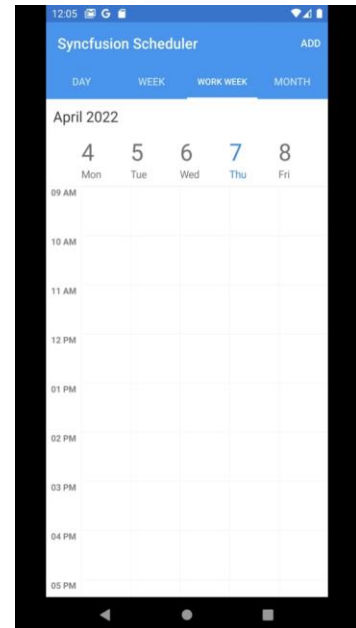 12:05 G
Syncfusion Scheduler ADD
DAY WEEK WORK WEEK MONTH
April 2022
4 5 6 7 8
Mon Tue Wed Thu Fri
09 AM
10 AM
11 AM
12 PM
01 PM
02 PM
03 PM
04 PM
05 PM